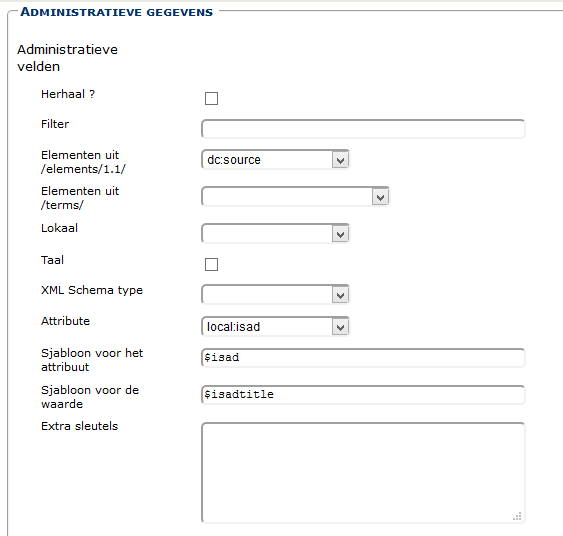 Administratieve gegevens
Administratieve
velden
Herhaal ?
Filter
Elementen uit
/elements/1.1/
dc:source
Elementen uit
/terms/
Lokaal
Taal
XML Schema type
Attribute
local:isad
Sjabloon voor het
attribuut
$isad
Sjabloon voor de
waarde
$isadtitle
Extra sleutels